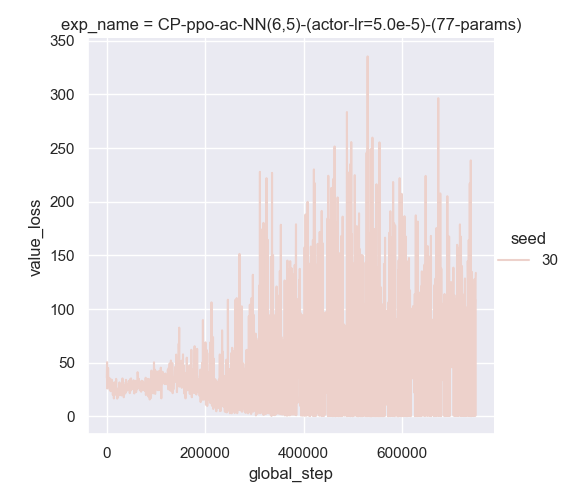 exp_name = CP-ppo-ac-NN(6,5)-(actor-lr=5.0e-5)-(77-params)
350
300
250
200
150
100
50
0
value_loss
0 200000 400000 600000
global_step
seed
30